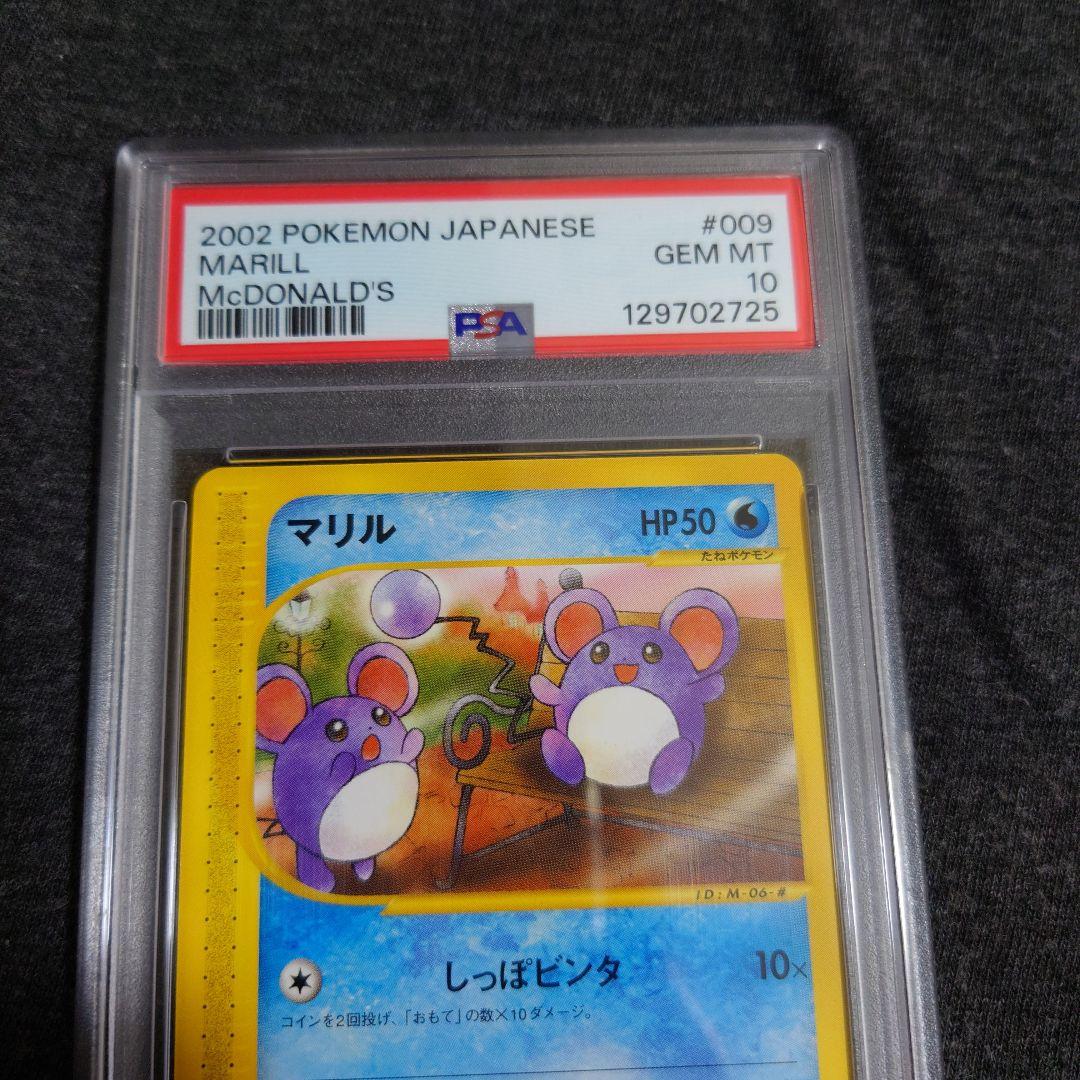 2002 POKEMON JAPANESE #009
MARILL GEM MT
McDONALD'S 10
PSA 129702725
マリル HP50
たねポケモン
ID:M-06-#
しっぽビンタ 10×
コインを2回投げ、「おもて」の数×10ダメージ。